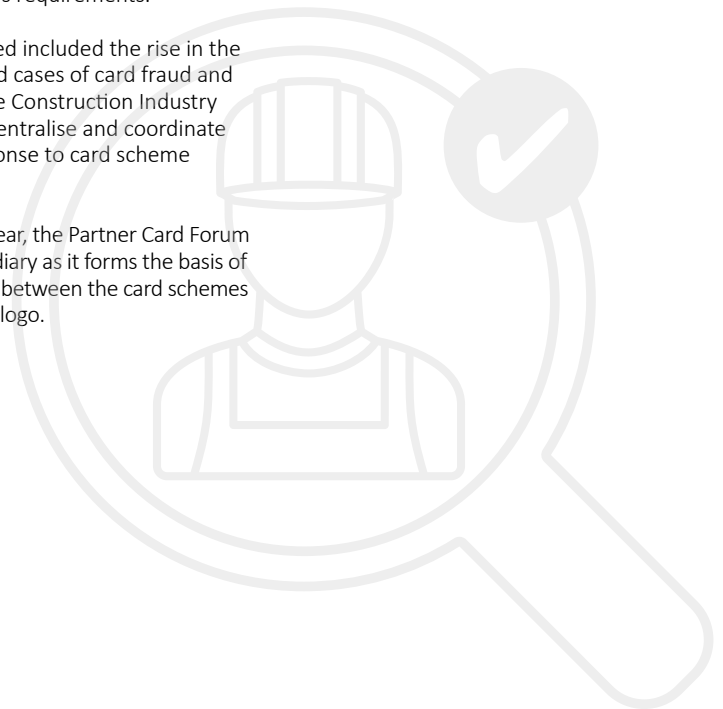 requirements.
ed included the rise in the
d cases of card fraud and
e Construction Industry
entralise and coordinate
onse to card scheme
ear, the Partner Card Forum
diary as it forms the basis of
between the card schemes
logo.